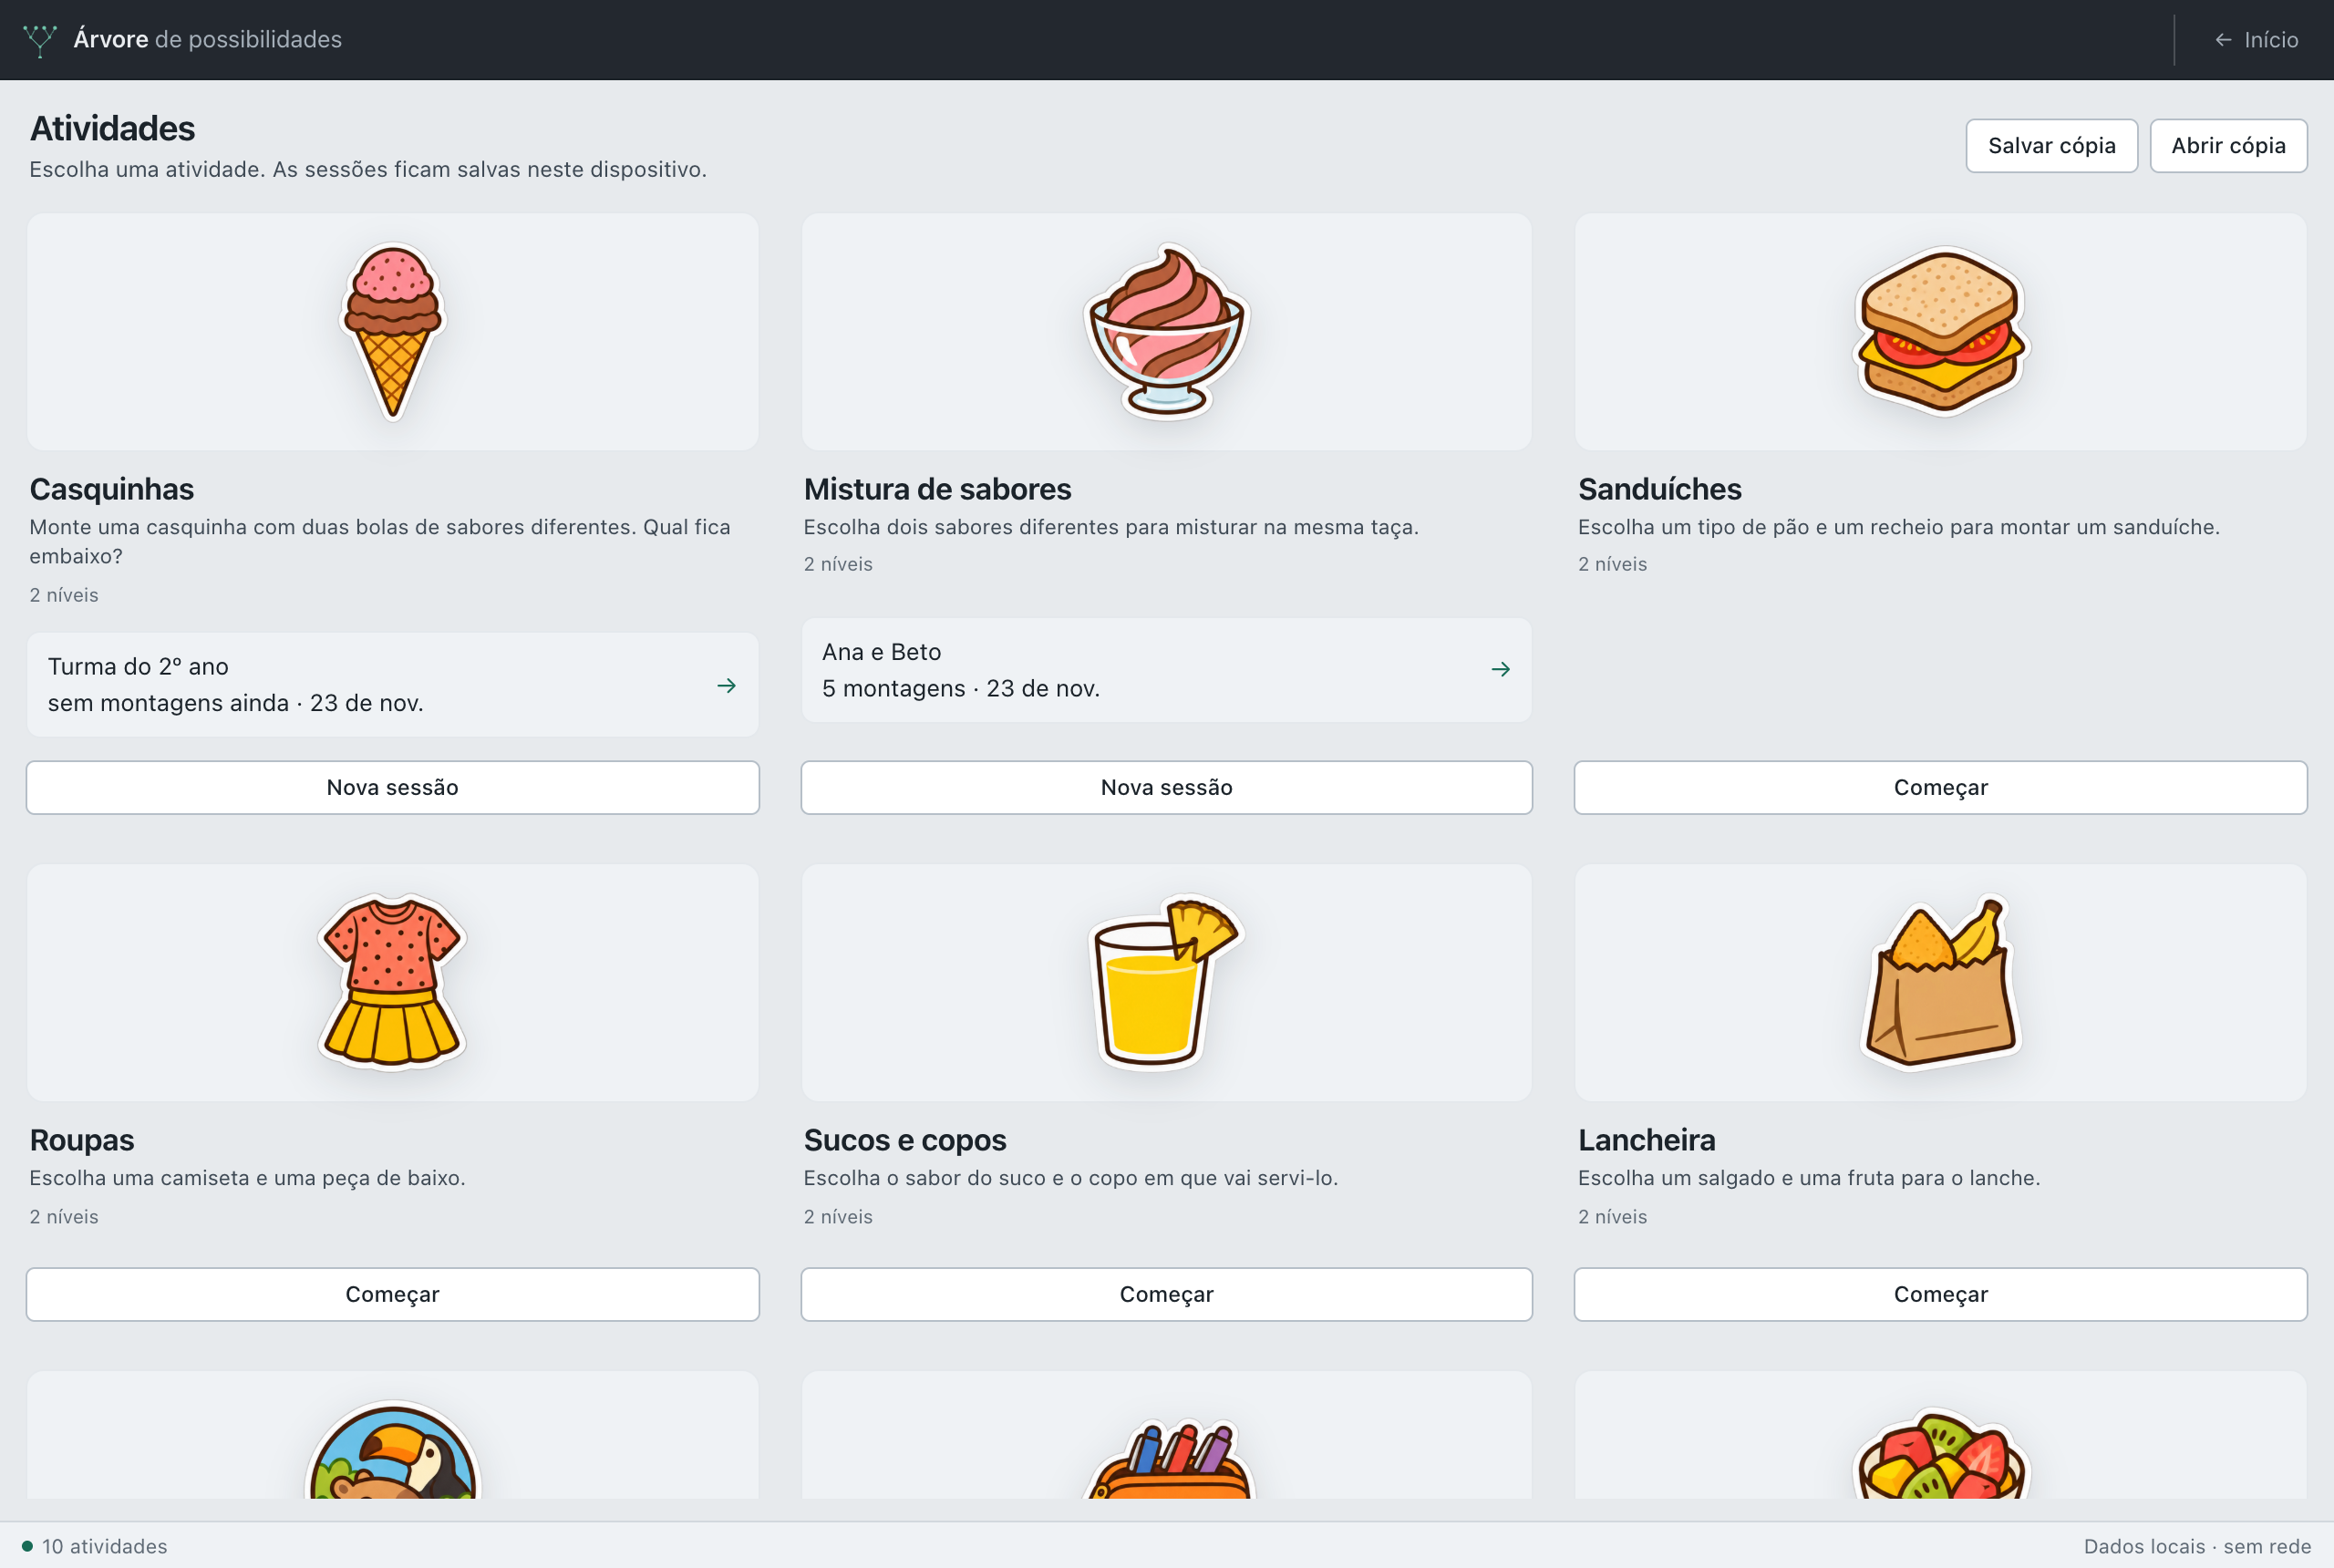 Árvore de possibilidades
← Início
Atividades
Escolha uma atividade. As sessões ficam salvas neste dispositivo.
Salvar cópia
Abrir cópia
Casquinhas
Monte uma casquinha com duas bolas de sabores diferentes. Qual fica
embaixo?
2 níveis
Turma do 2º ano
sem montagens ainda · 23 de nov.
→
Nova sessão
Mistura de sabores
Escolha dois sabores diferentes para misturar na mesma taça.
2 níveis
Ana e Beto
5 montagens · 23 de nov.
→
Nova sessão
Sanduíches
Escolha um tipo de pão e um recheio para montar um sanduíche.
2 níveis
Começar
Roupas
Escolha uma camiseta e uma peça de baixo.
2 níveis
Começar
Sucos e copos
Escolha o sabor do suco e o copo em que vai servi-lo.
2 níveis
Começar
Lancheira
Escolha um salgado e uma fruta para o lanche.
2 níveis
Começar
10 atividades
Dados locais · sem rede